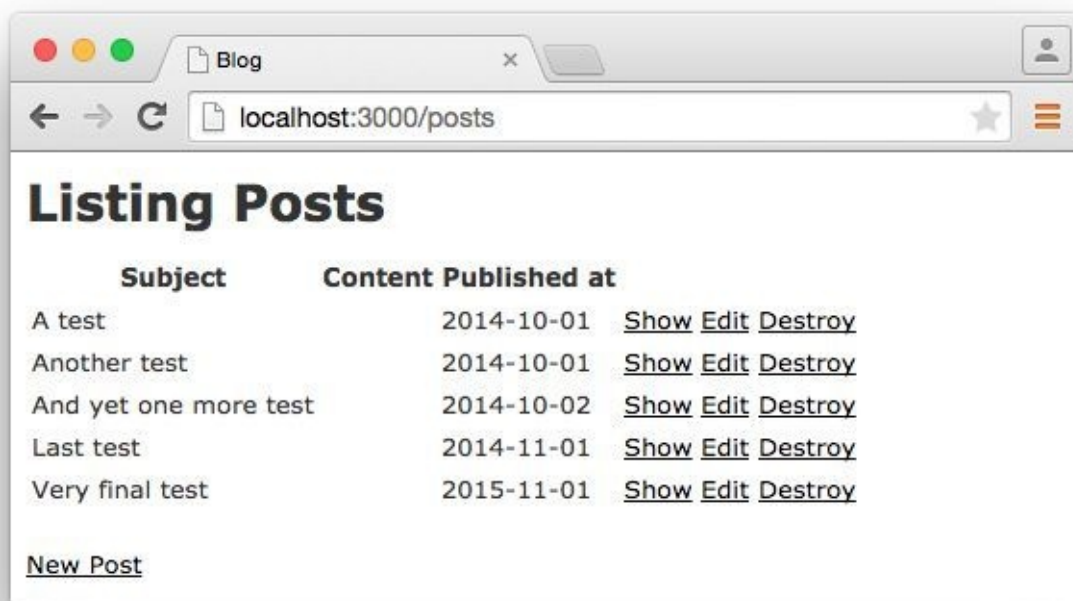 Blog
localhost:3000/posts
Listing Posts
Subject Content Published at
A test 2014-10-01 Show Edit Destroy
Another test 2014-10-01 Show Edit Destroy
And yet one more test 2014-10-02 Show Edit Destroy
Last test 2014-11-01 Show Edit Destroy
Very final test 2015-11-01 Show Edit Destroy
New Post